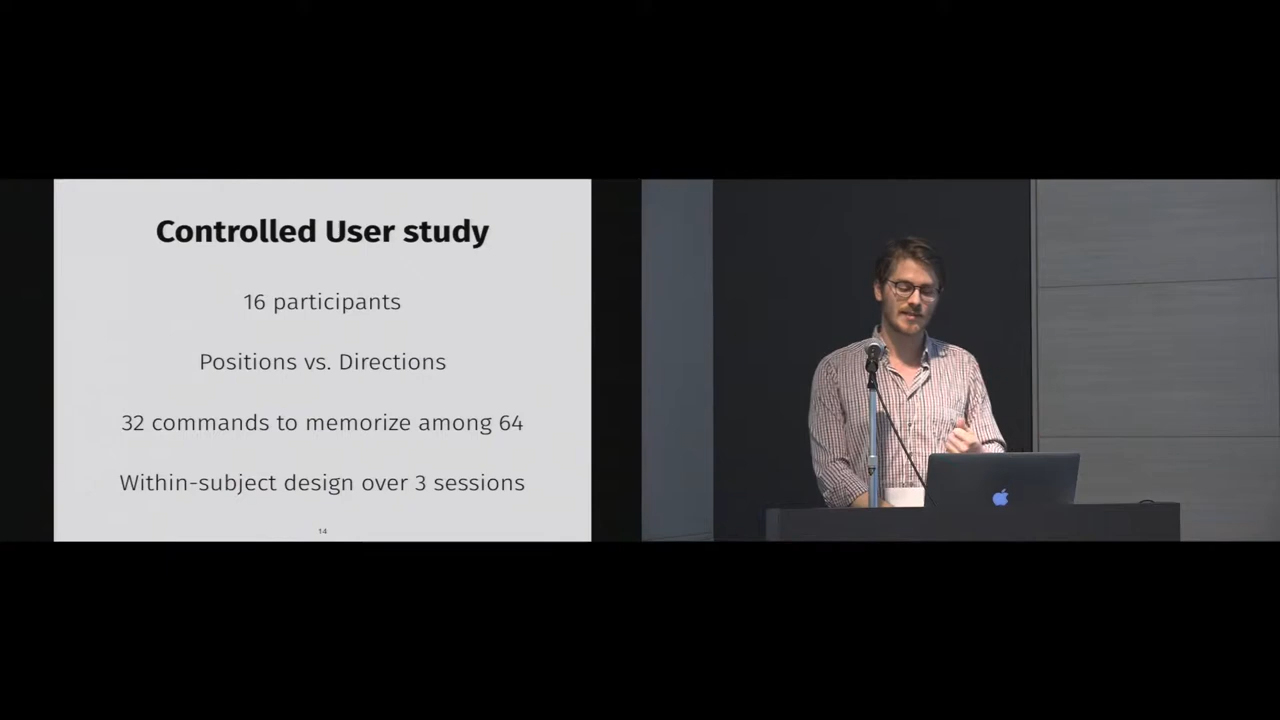 Controlled User study
16 participants
Positions vs. Directions
32 commands to memorize among 64
Within-subject design over 3 sessions
14